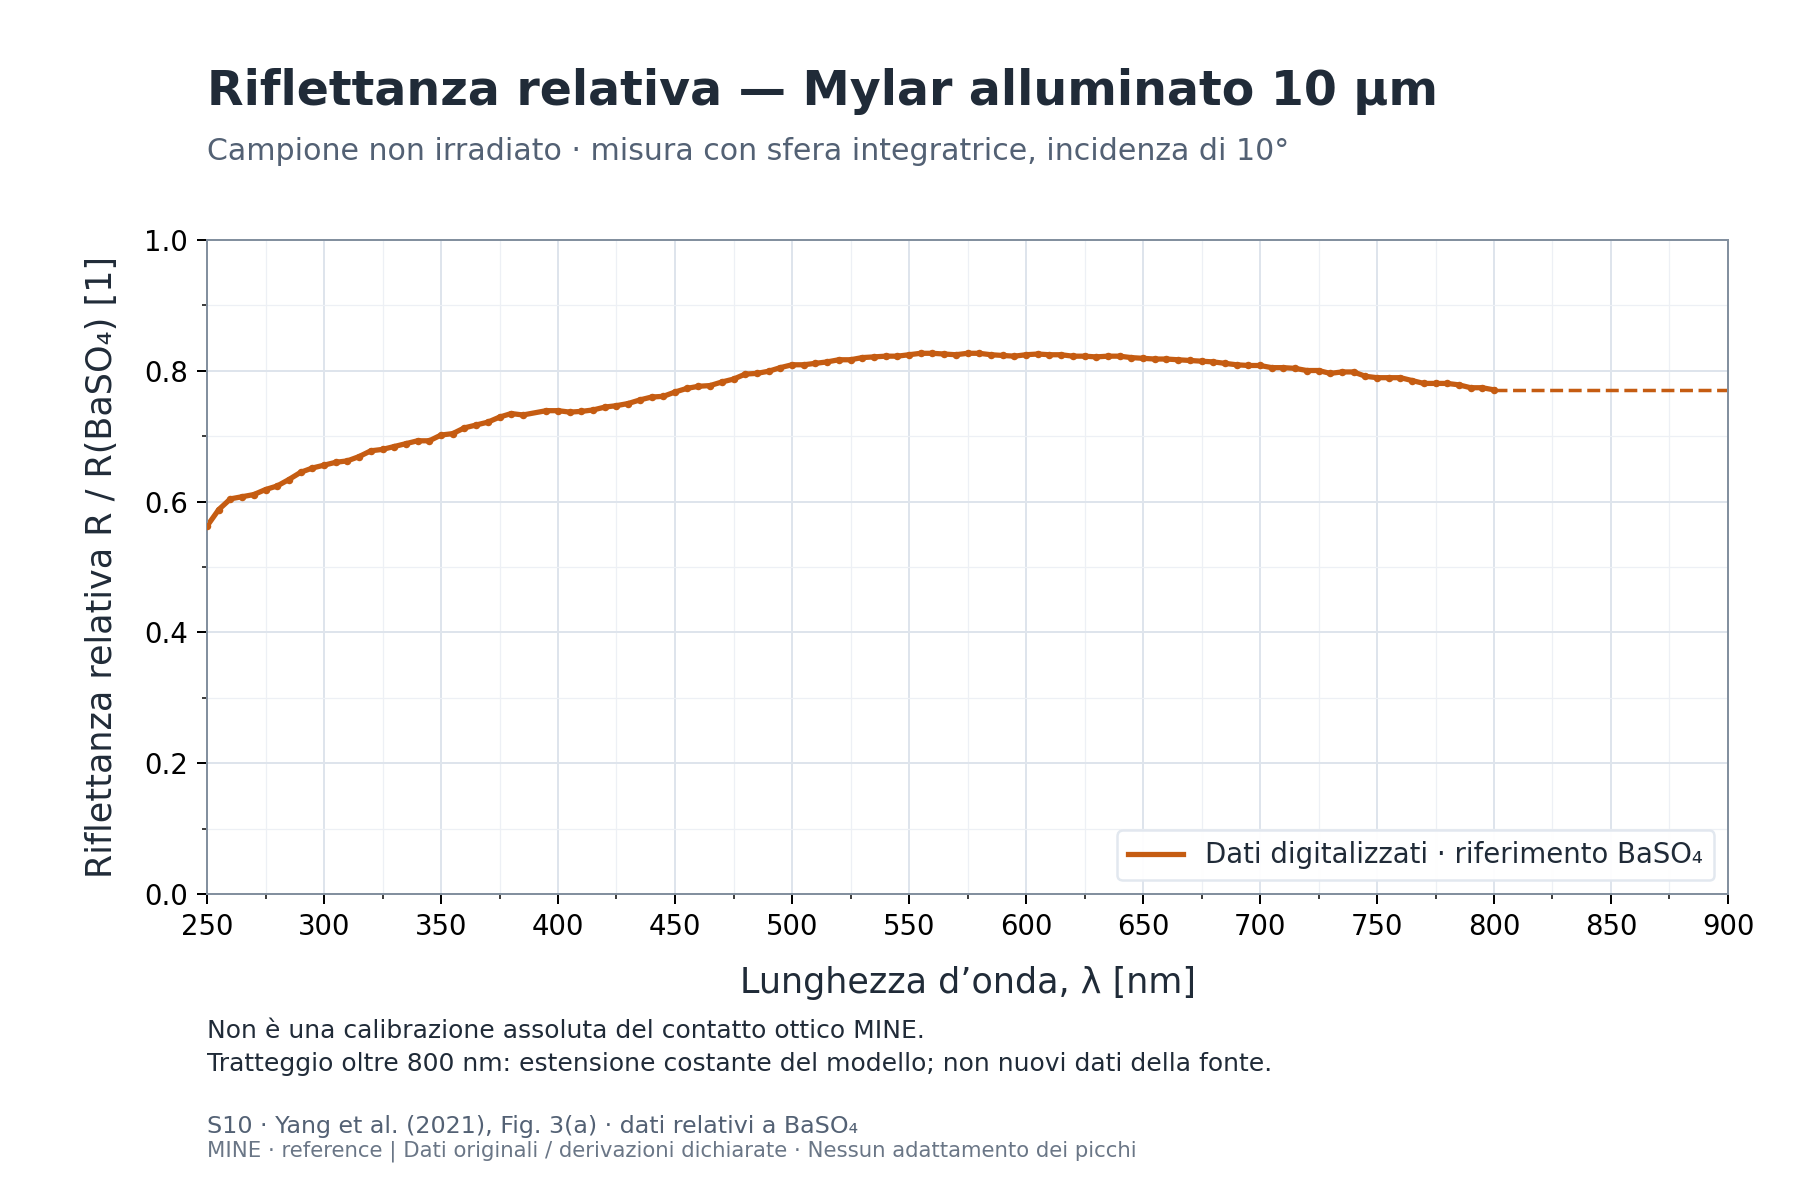 Riflettanza relativa — Mylar alluminato 10 µm
Campione non irradiato · misura con sfera integratrice, incidenza di 10°
Riflettanza relativa R / R(BaSO₄) [1]
1.0
0.8
0.6
0.4
0.2
0.0
Dati digitalizzati · riferimento BaSO₄
250 300 350 400 450 500 550 600 650 700 750 800 850 900
Lunghezza d’onda, λ [nm]
Non è una calibrazione assoluta del contatto ottico MINE.
Tratteggio oltre 800 nm: estensione costante del modello; non nuovi dati della fonte.
S10 · Yang et al. (2021), Fig. 3(a) · dati relativi a BaSO₄
MINE · reference | Dati originali / derivazioni dichiarate · Nessun adattamento dei picchi